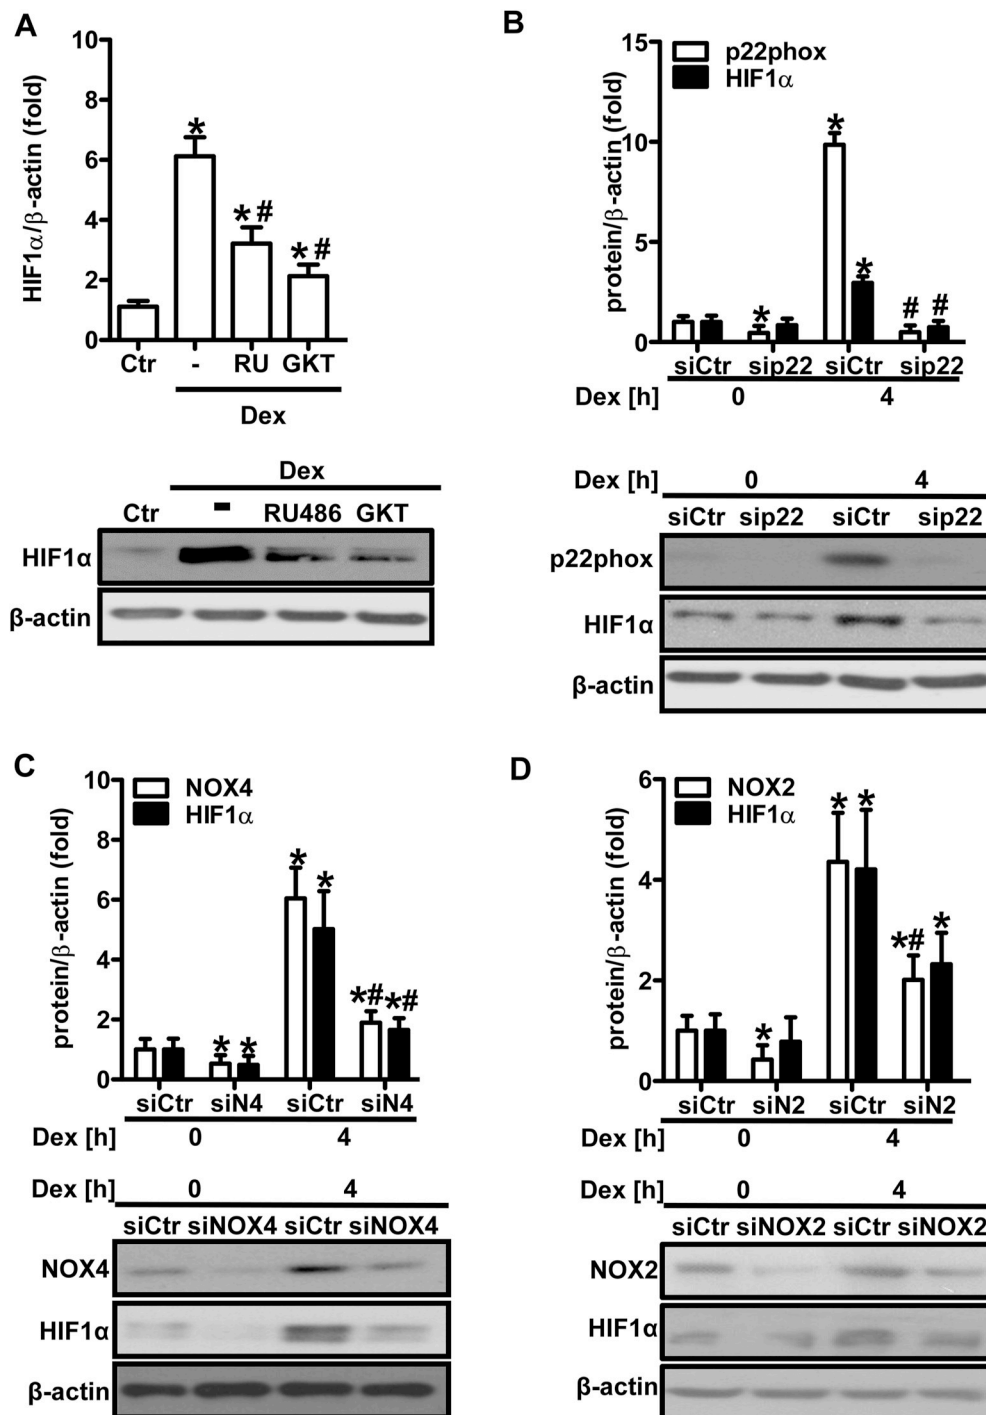 A
HIF1α/β-actin (fold)
10
8
6
4
2
0
*
*#
*#
Ctr - RU GKT
Dex
Dex
Ctr - RU486 GKT
HIF1α
β-actin
B
protein/β-actin (fold)
15
10
5
0
p22phox
HIF1α
*
*
*
# #
siCtr sip22 siCtr sip22
Dex [h] 0 4
Dex [h] 0 4
siCtr sip22 siCtr sip22
p22phox
HIF1α
β-actin
C
protein/β-actin (fold)
10
8
6
4
2
0
NOX4
HIF1α
* *
* *
*# *#
siCtr siN4 siCtr siN4
Dex [h] 0 4
Dex [h] 0 4
siCtr siNOX4 siCtr siNOX4
NOX4
HIF1α
β-actin
D
protein/β-actin (fold)
6
4
2
0
NOX2
HIF1α
*
* *
*# *
siCtr siN2 siCtr siN2
Dex [h] 0 4
Dex [h] 0 4
siCtr siNOX2 siCtr siNOX2
NOX2
HIF1α
β-actin